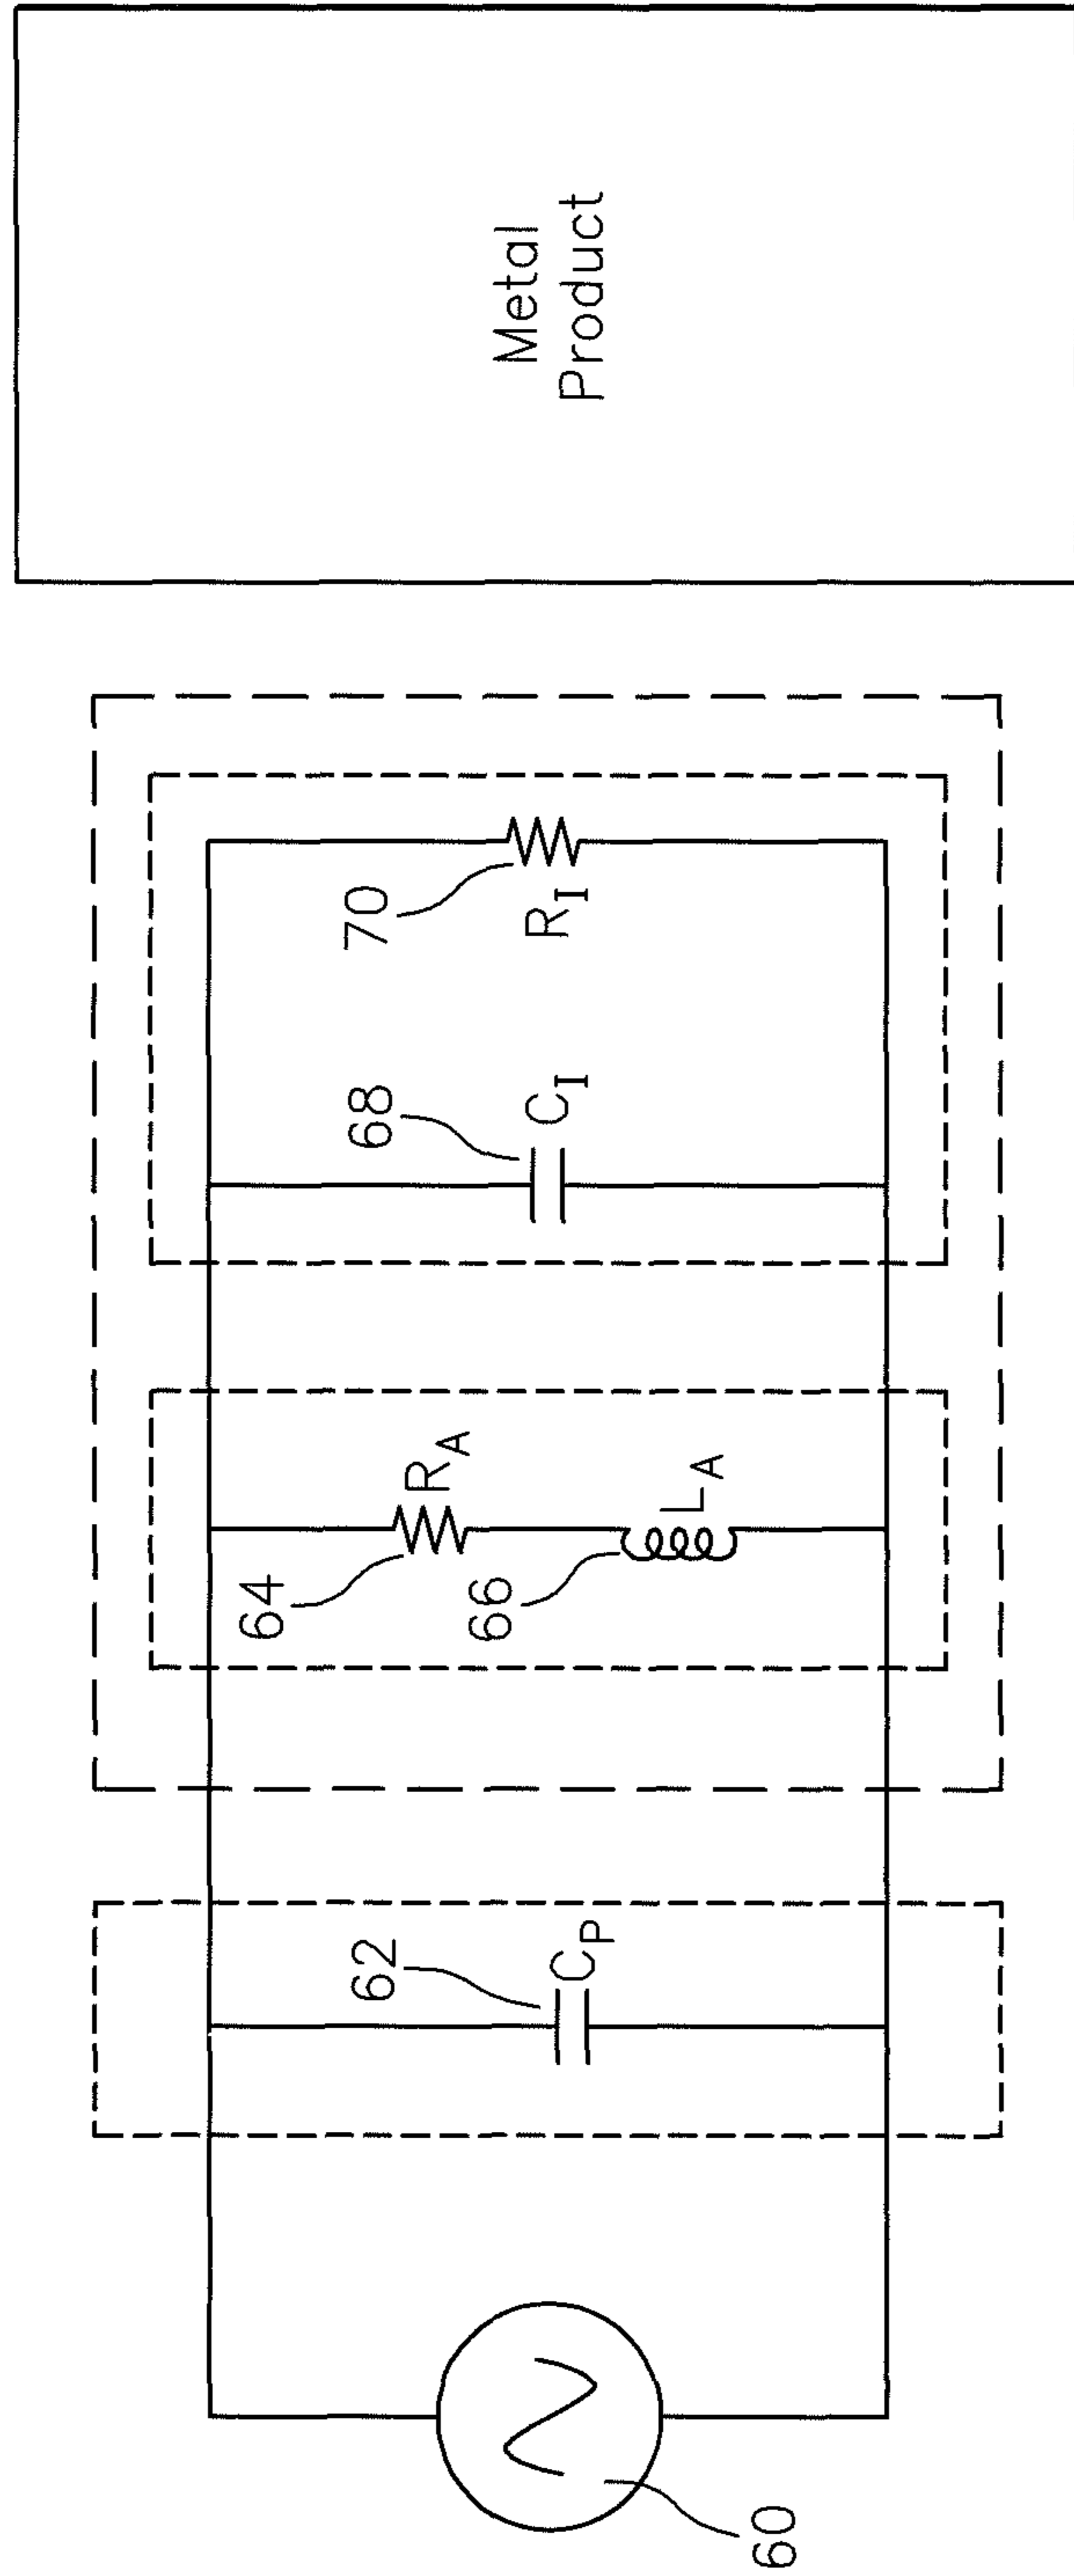 60
62
C_P
64
R_A
66
L_A
68
C_I
70
R_I
Metal
Product